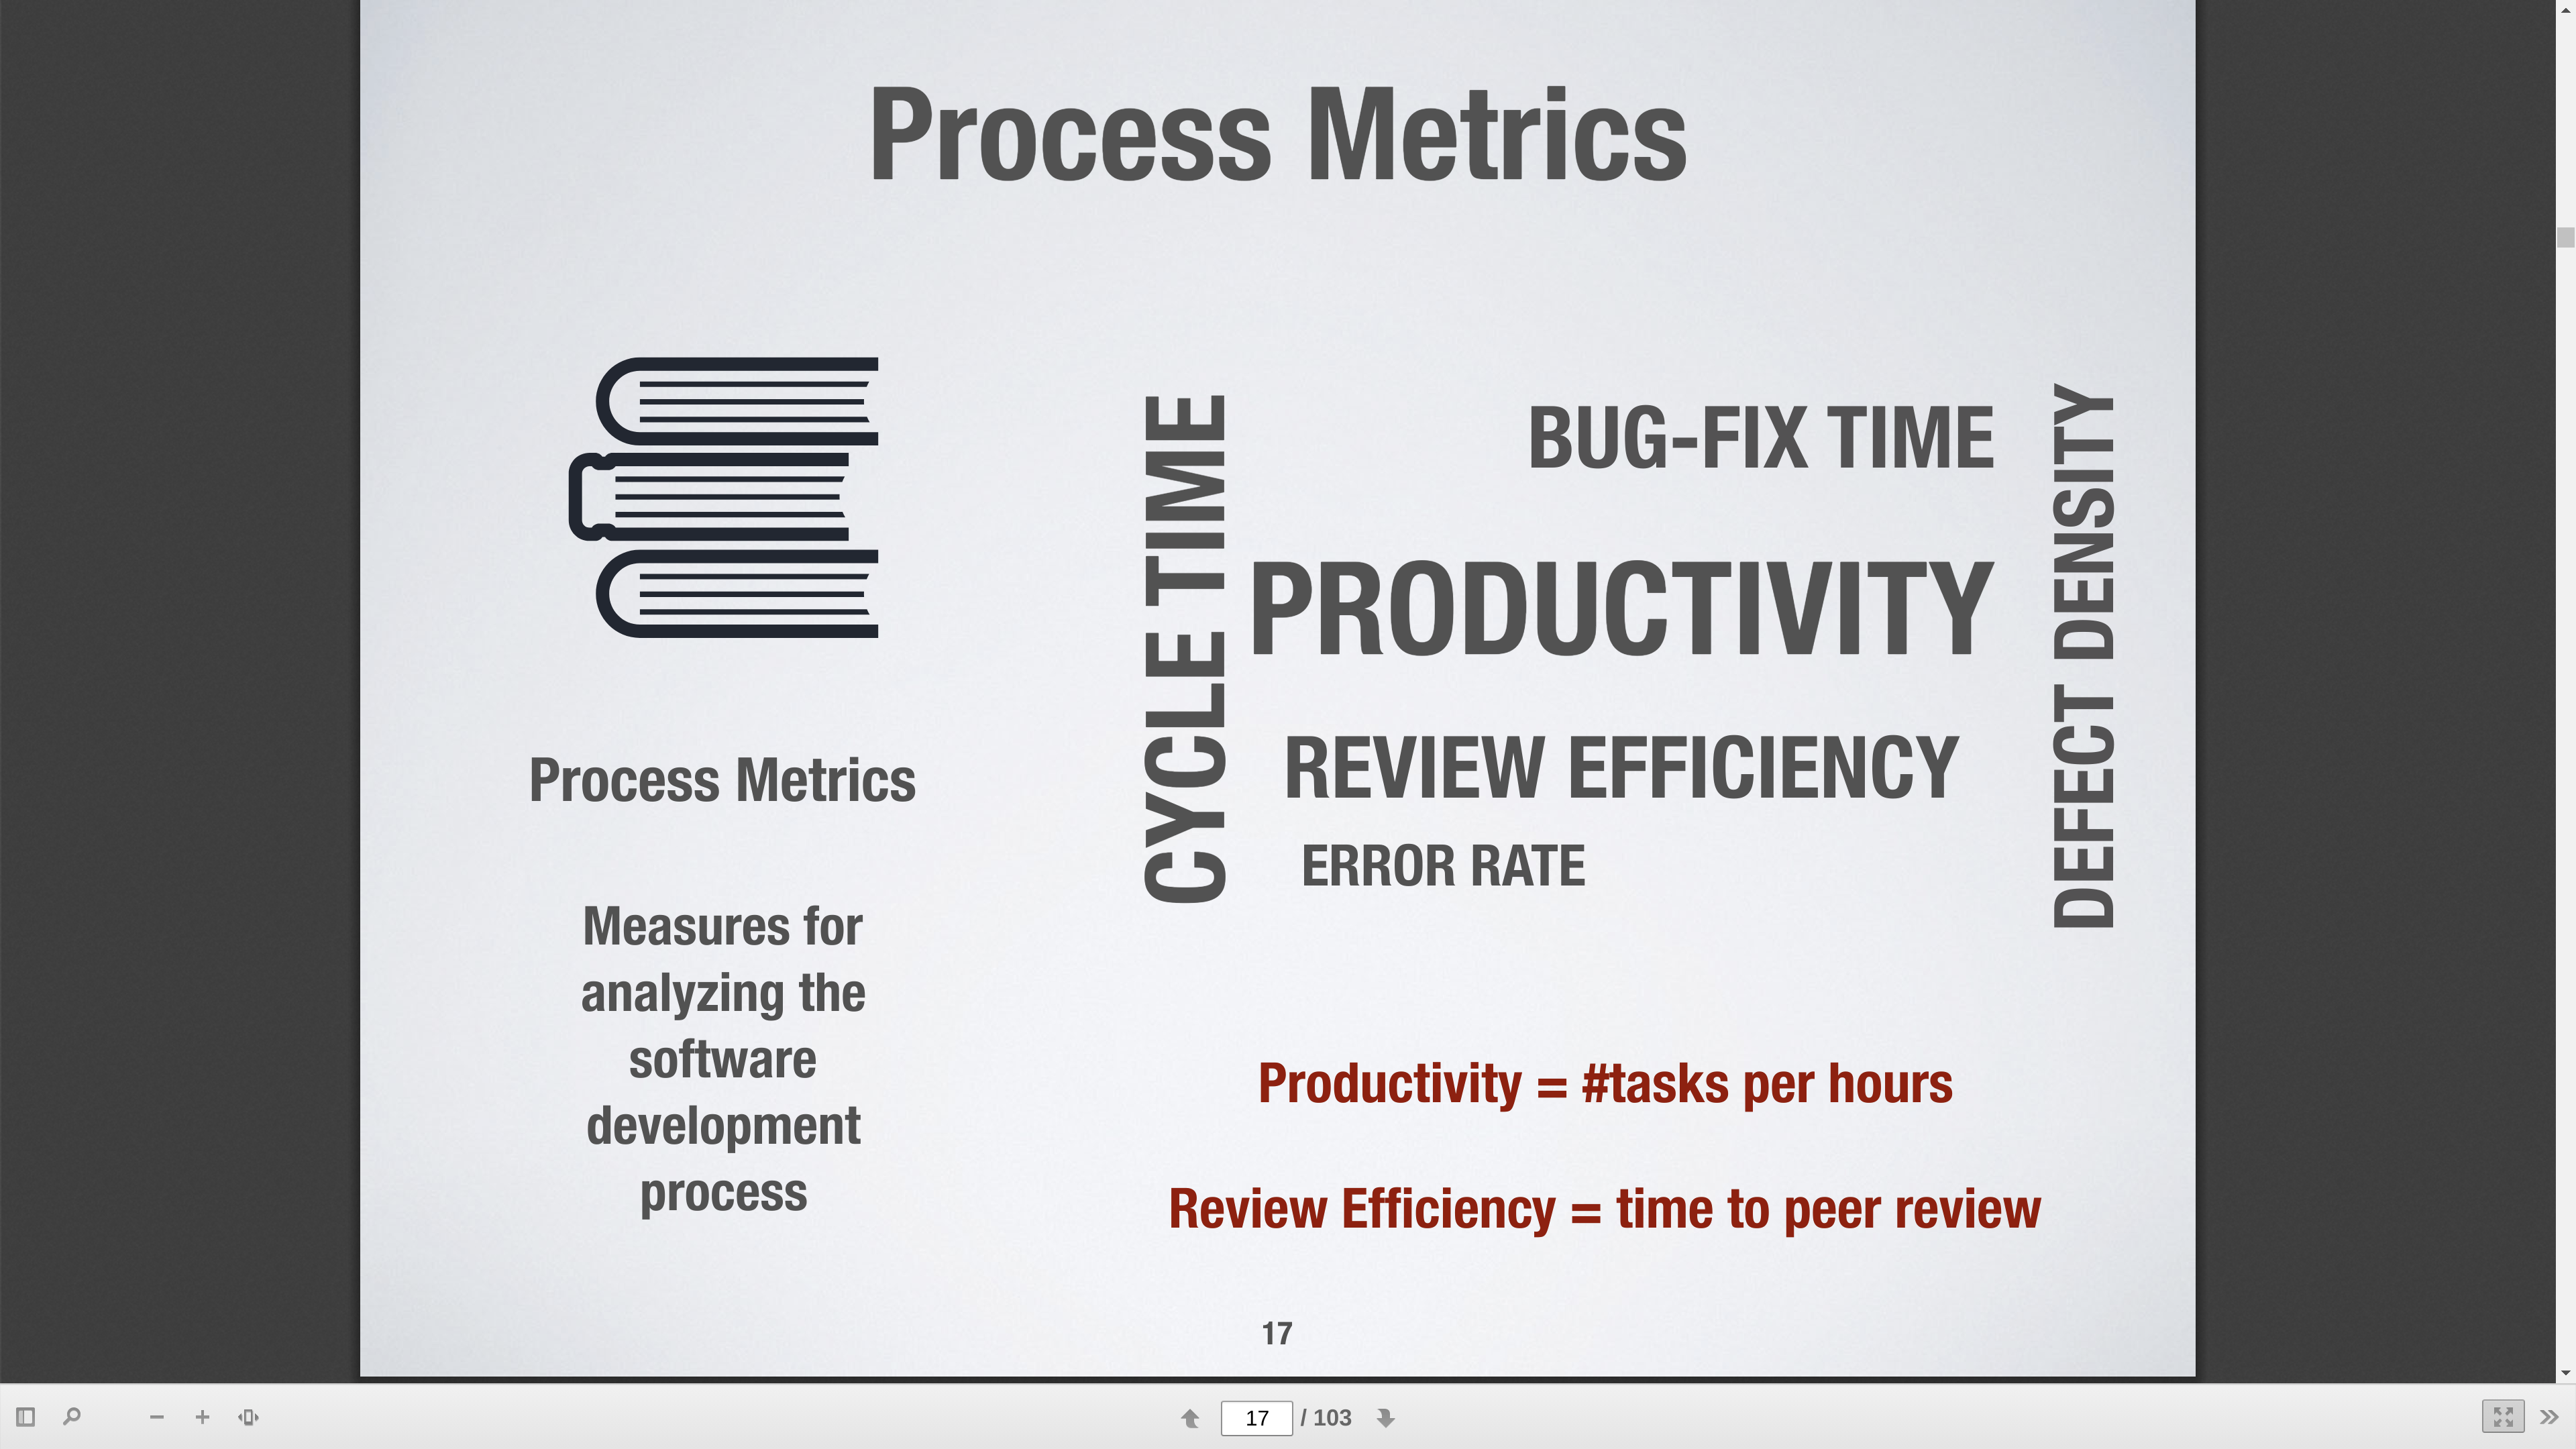 Process Metrics
Process Metrics
Measures for
analyzing the
software
development
process
CYCLE TIME
BUG-FIX TIME
PRODUCTIVITY
REVIEW EFFICIENCY
ERROR RATE
DEFECT DENSITY
Productivity = #tasks per hours
Review Efficiency = time to peer review
17
17 / 103